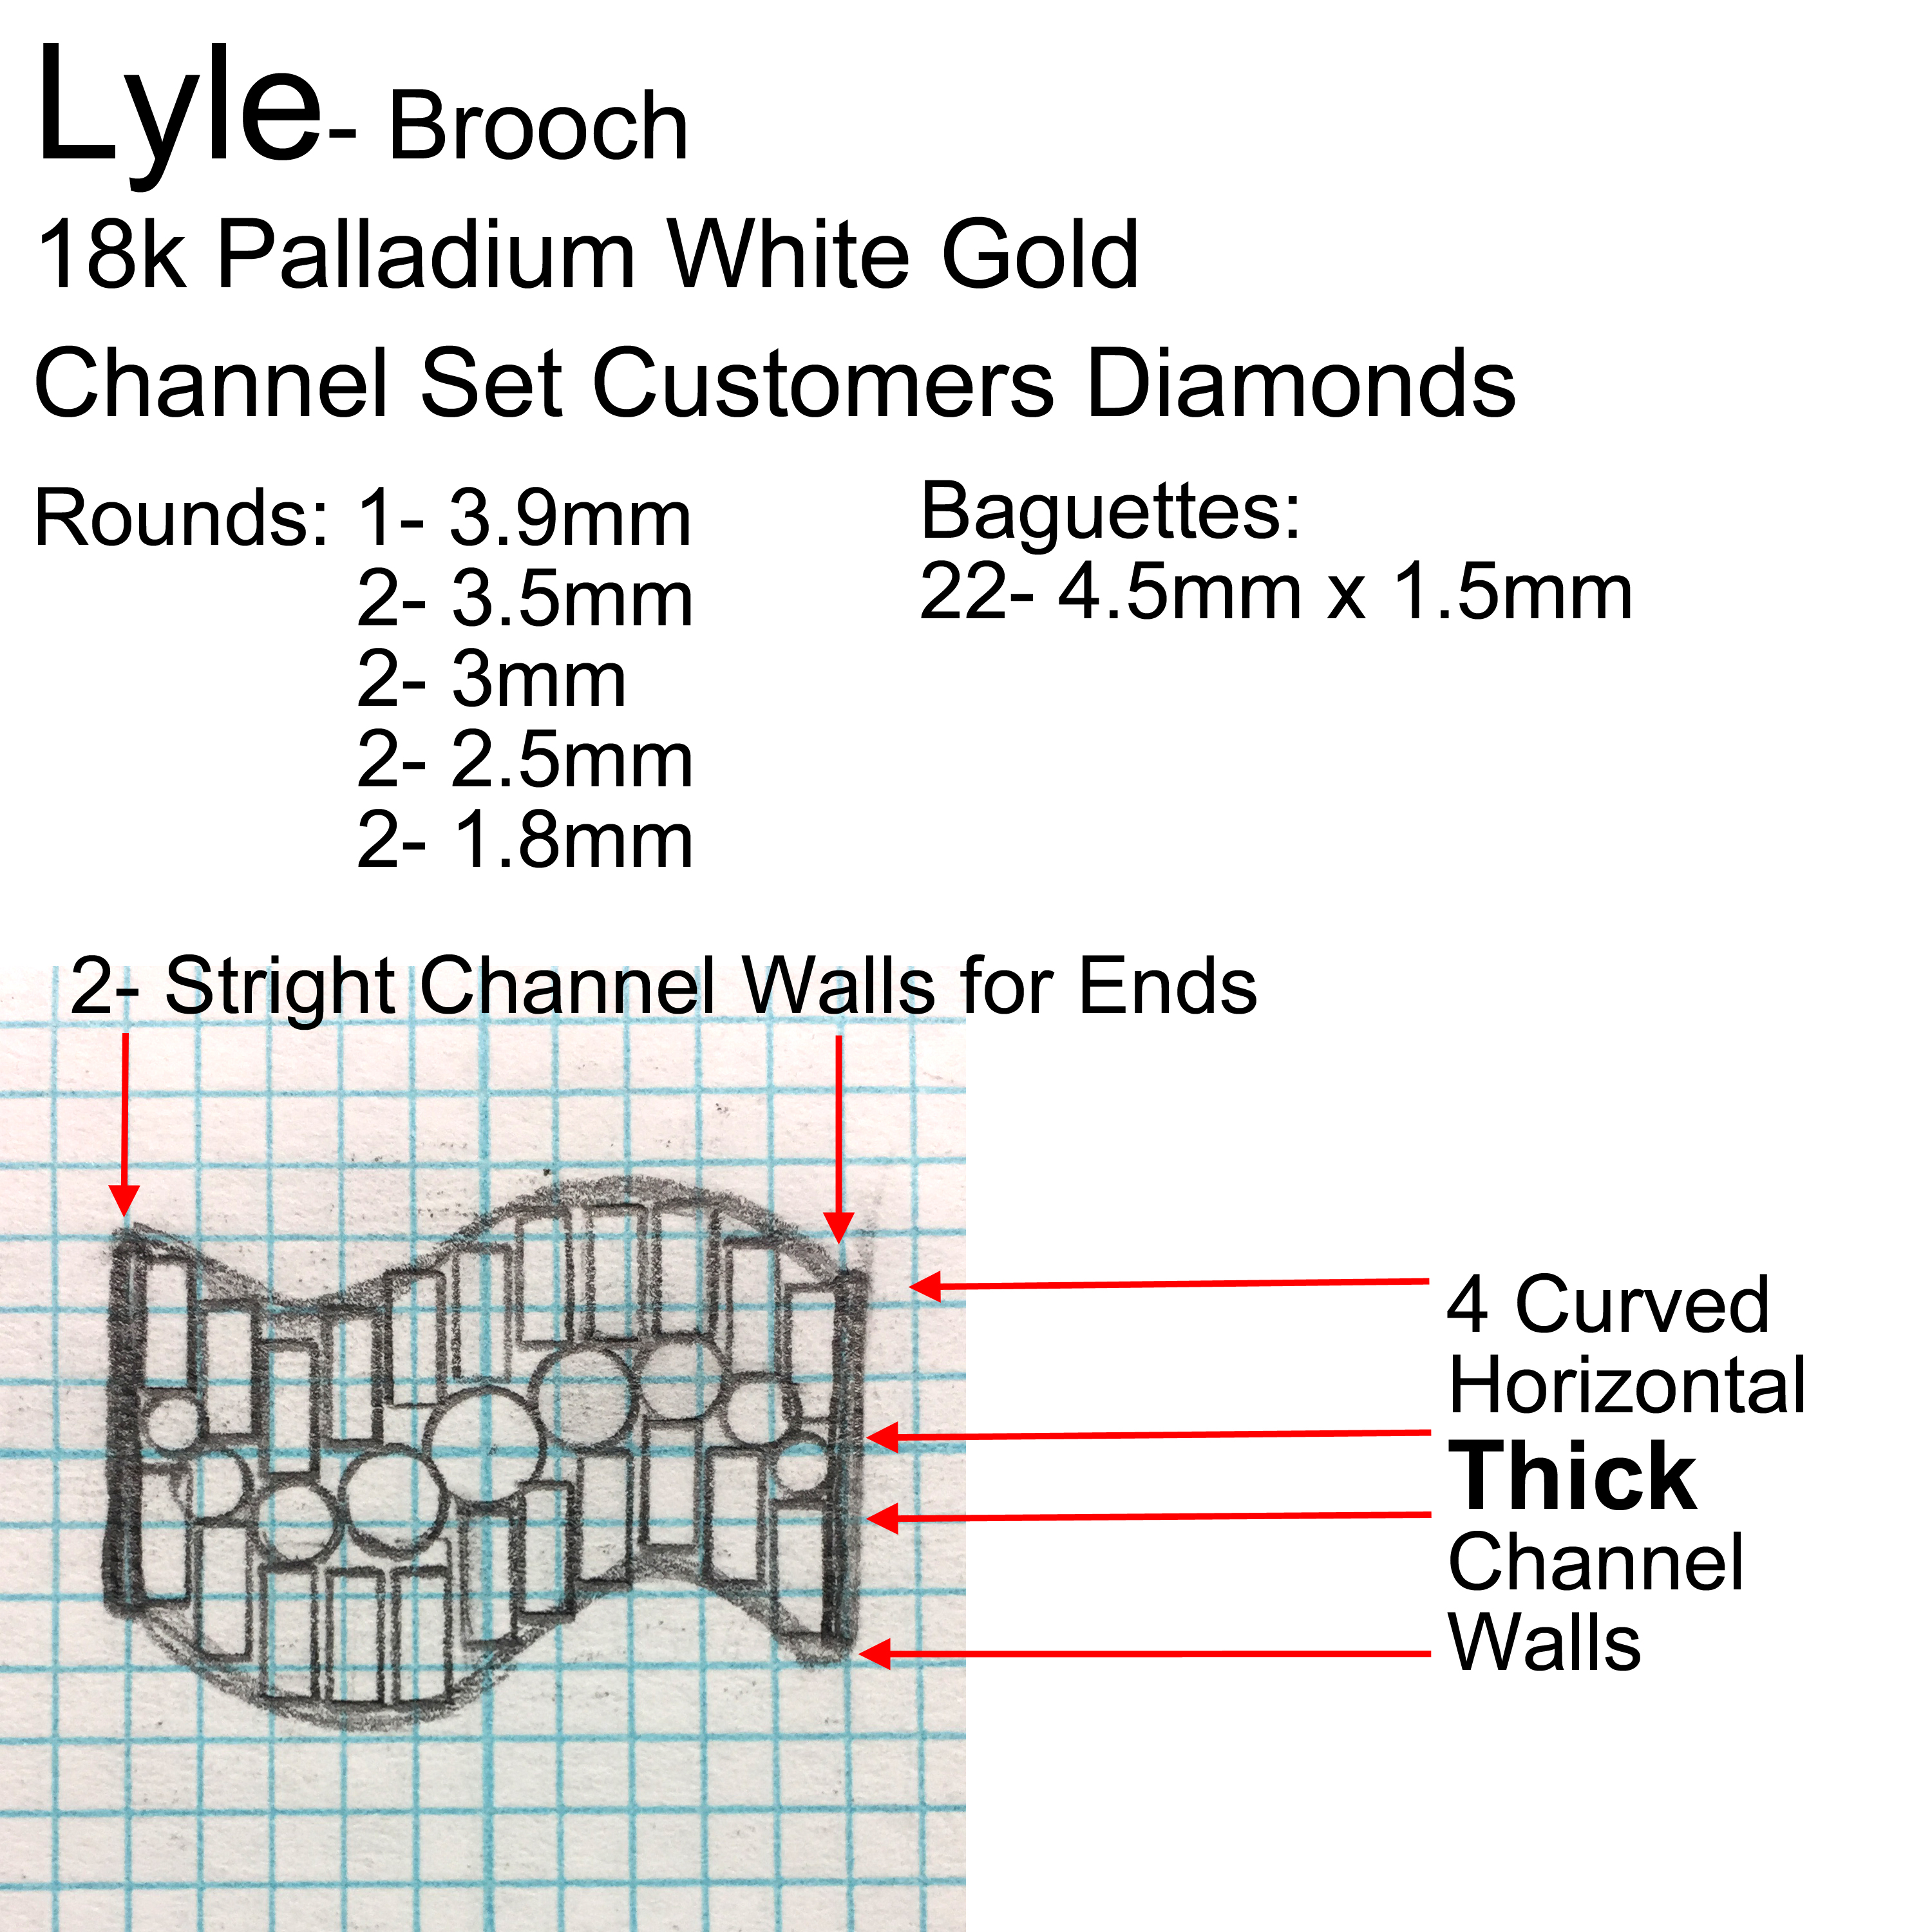 Lyle- Brooch
18k Palladium White Gold
Channel Set Customers Diamonds
Rounds: 1- 3.9mm
2- 3.5mm
2- 3mm
2- 2.5mm
2- 1.8mm
Baguettes:
22- 4.5mm x 1.5mm
2- Stright Channel Walls for Ends
4 Curved
Horizontal
Thick
Channel
Walls